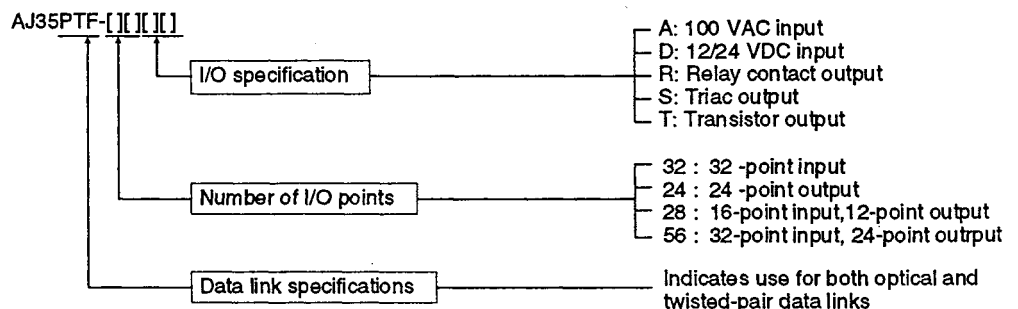 AJ35PTF-[ ][ ][ ][ ]
I/O specification
A: 100 VAC input
D: 12/24 VDC input
R: Relay contact output
S: Triac output
T: Transistor output
Number of I/O points
32 : 32 -point input
24 : 24 -point output
28 : 16-point input,12-point output
56 : 32-point input, 24-point outrput
Data link specifications
Indicates use for both optical and
twisted-pair data links